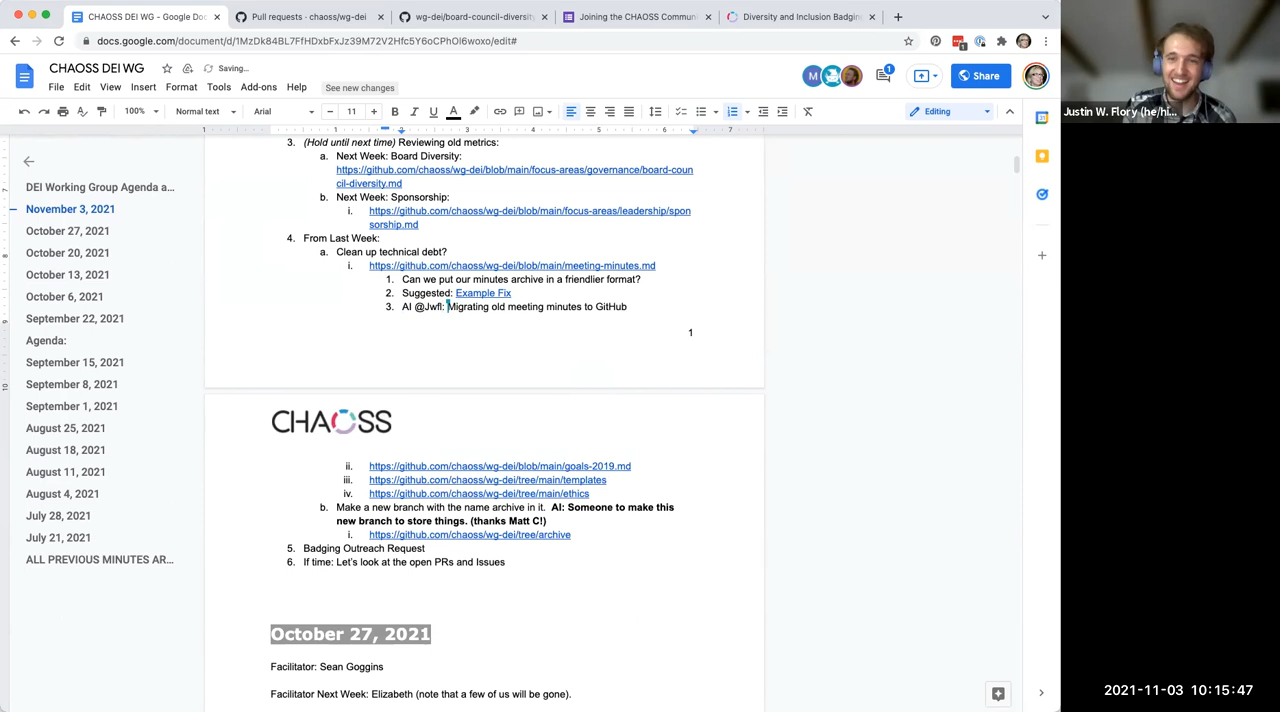 CHAOSS DEI WG - Google Doc
Pull requests · chaoss/wg-dei
wg-dei/board-council-diversity
Joining the CHAOSS Commun
Diversity and Inclusion Badgin
docs.google.com/document/d/1MzDk84BL7FfHDxbFxJz39M72V2Hfc5Y6oCPhOl6woxo/edit#
CHAOSS DEI WG
Saving...
File Edit View Insert Format Tools Add-ons Help
See new changes
M
1
Share
100%
Normal text
Arial
11
Editing
DEI Working Group Agenda a...
November 3, 2021
October 27, 2021
October 20, 2021
October 13, 2021
October 6, 2021
September 22, 2021
Agenda:
September 15, 2021
September 8, 2021
September 1, 2021
August 25, 2021
August 18, 2021
August 11, 2021
August 4, 2021
July 28, 2021
July 21, 2021
ALL PREVIOUS MINUTES AR...
3. (Hold until next time) Reviewing old metrics:
a. Next Week: Board Diversity:
https://github.com/chaoss/wg-dei/blob/main/focus-areas/governance/board-coun
cil-diversity.md
b. Next Week: Sponsorship:
i. https://github.com/chaoss/wg-dei/blob/main/focus-areas/leadership/spon
sorship.md
4. From Last Week:
a. Clean up technical debt?
i. https://github.com/chaoss/wg-dei/blob/main/meeting-minutes.md
1. Can we put our minutes archive in a friendlier format?
2. Suggested: Example Fix
3. AI @Jwfl: Migrating old meeting minutes to GitHub
1
CHAOSS
ii. https://github.com/chaoss/wg-dei/blob/main/goals-2019.md
iii. https://github.com/chaoss/wg-dei/tree/main/templates
iv. https://github.com/chaoss/wg-dei/tree/main/ethics
b. Make a new branch with the name archive in it. AI: Someone to make this
new branch to store things. (thanks Matt C!)
i. https://github.com/chaoss/wg-dei/tree/archive
5. Badging Outreach Request
6. If time: Let's look at the open PRs and Issues
October 27, 2021
Facilitator: Sean Goggins
Facilitator Next Week: Elizabeth (note that a few of us will be gone).
Justin W. Flory (he/hi...
2021-11-03 10:15:47